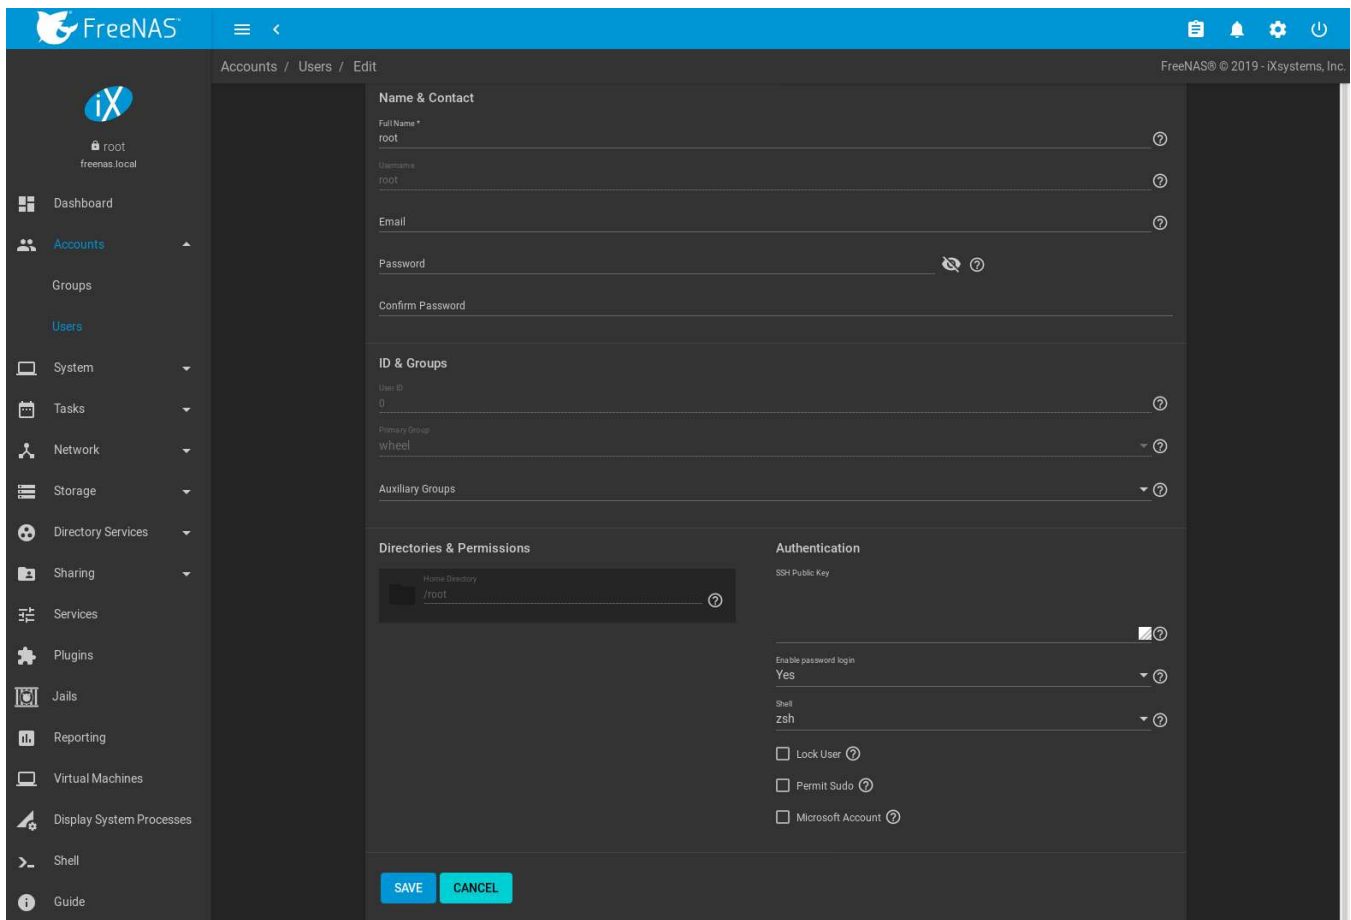 FreeNAS™
Accounts / Users / Edit
FreeNAS® © 2019 - iXsystems, Inc.
iX
root
freenas.local
Dashboard
Accounts
Groups
Users
System
Tasks
Network
Storage
Directory Services
Sharing
Services
Plugins
Jails
Reporting
Virtual Machines
Display System Processes
Shell
Guide
Name & Contact
Full Name *
root
Username
root
Email
Password
Confirm Password
ID & Groups
User ID
0
Primary Group
wheel
Auxiliary Groups
Directories & Permissions
Home Directory
/root
Authentication
SSH Public Key
Enable password login
Yes
Shell
zsh
Lock User
Permit Sudo
Microsoft Account
SAVE CANCEL